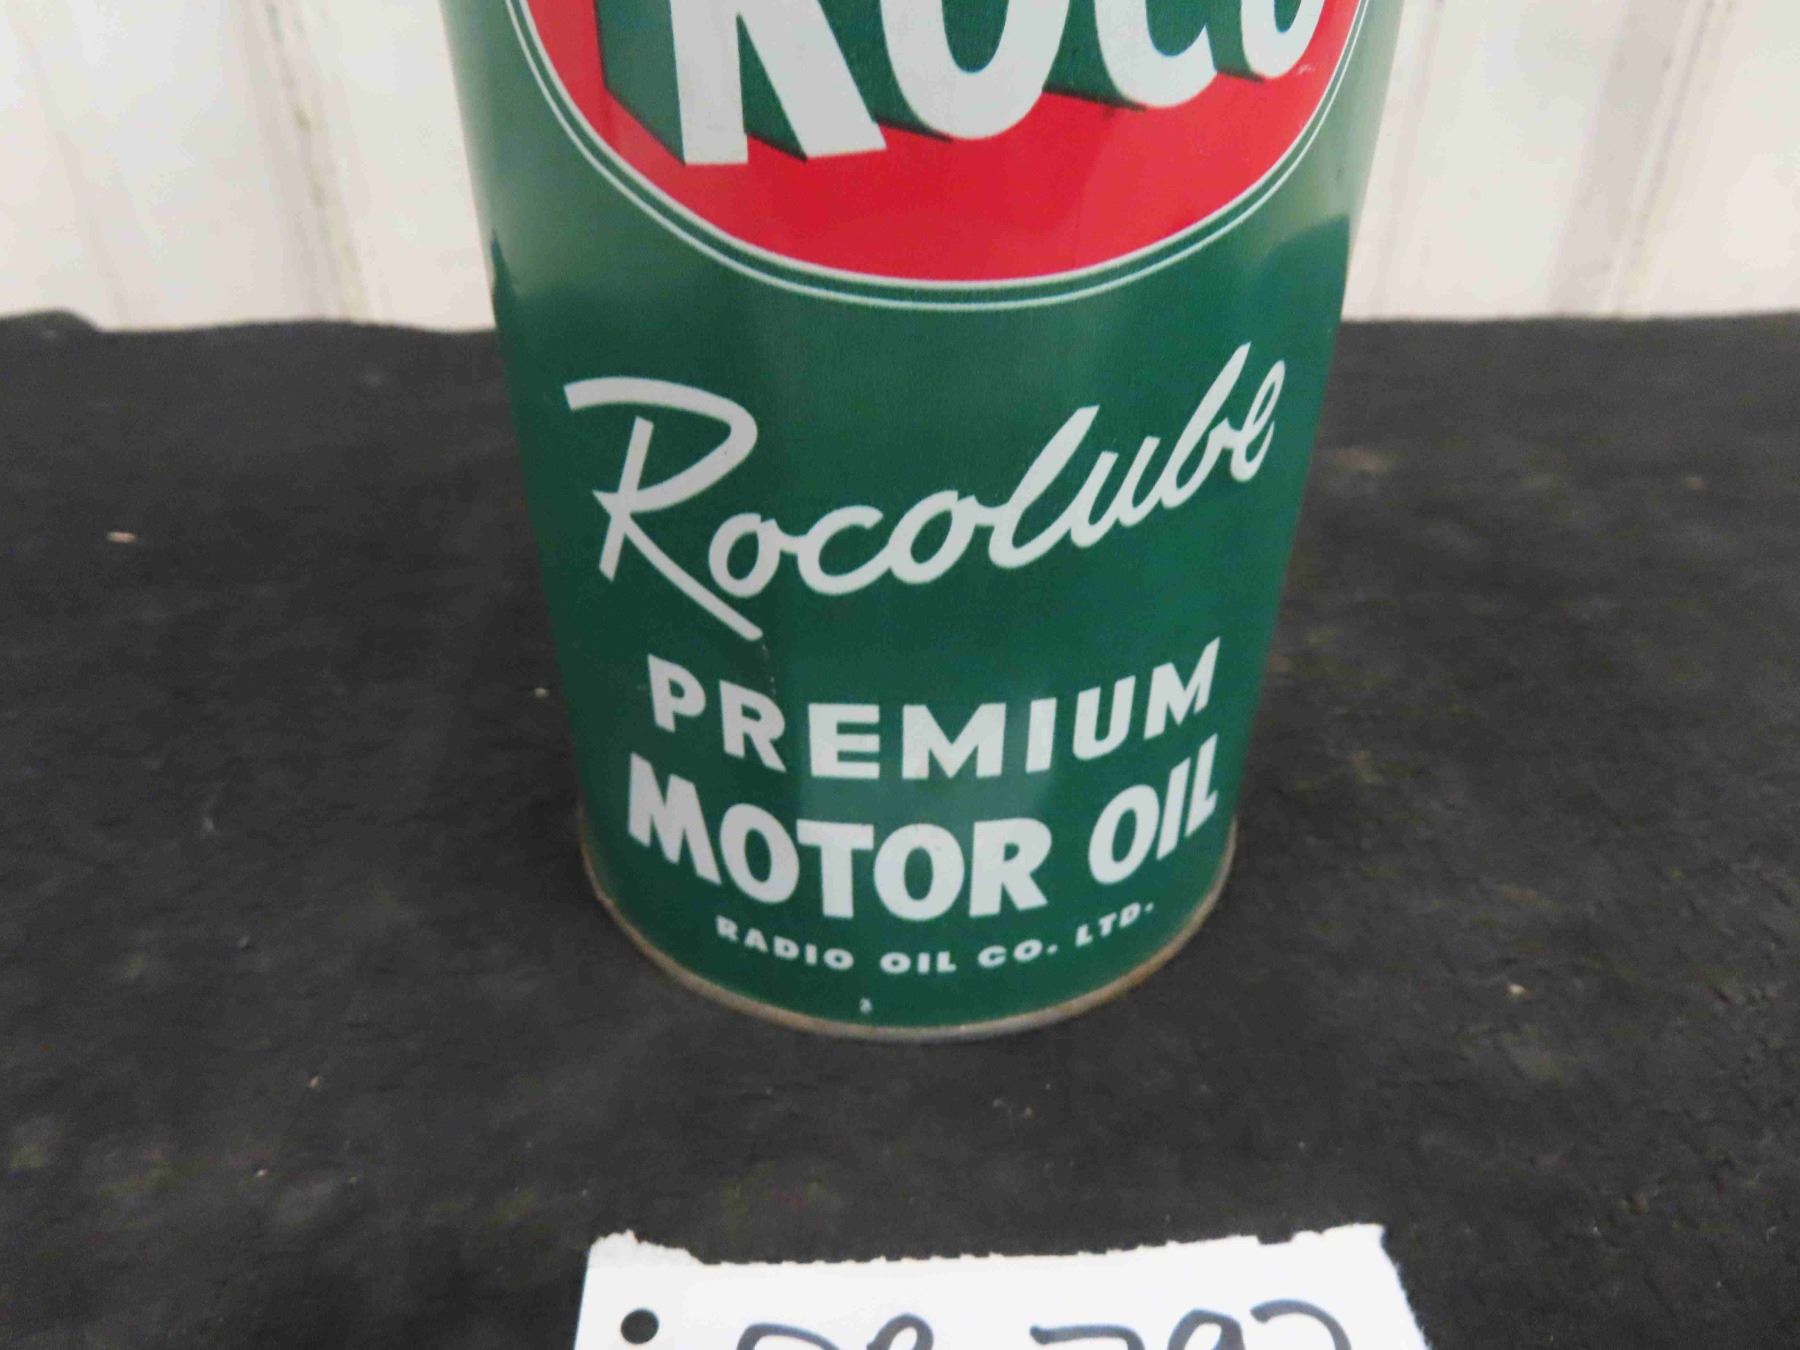 ROCO
Rocolube
PREMIUM
MOTOR OIL
RADIO OIL CO. LTD.